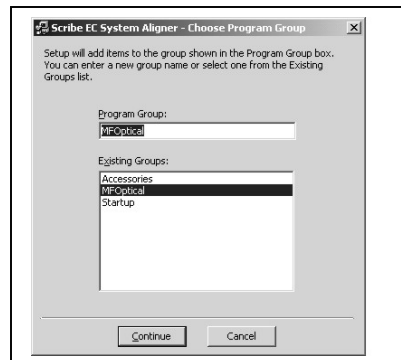 Scribe EC System Aligner - Choose Program Group
Setup will add items to the group shown in the Program Group box.
You can enter a new group name or select one from the Existing
Groups list.
Program Group:
MFOptical
Existing Groups:
Accessories
MFOptical
Startup
Continue
Cancel